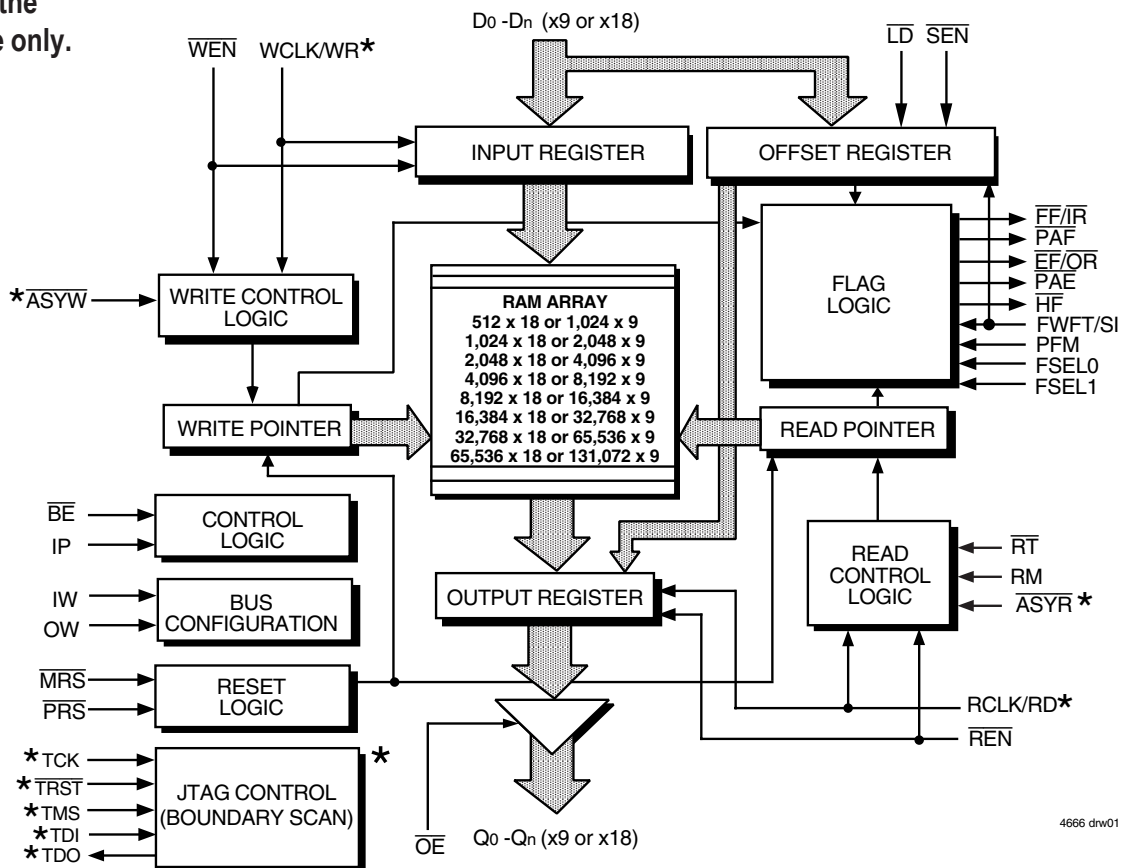 the
e only.
D0 -Dn (x9 or x18)
WEN
WCLK/WR*
LD
SEN
INPUT REGISTER
OFFSET REGISTER
FF/IR
PAF
EF/OR
PAE
HF
FWFT/SI
PFM
FSEL0
FSEL1
FLAG
LOGIC
*ASYW
WRITE CONTROL
LOGIC
RAM ARRAY
512 x 18 or 1,024 x 9
1,024 x 18 or 2,048 x 9
2,048 x 18 or 4,096 x 9
4,096 x 18 or 8,192 x 9
8,192 x 18 or 16,384 x 9
16,384 x 18 or 32,768 x 9
32,768 x 18 or 65,536 x 9
65,536 x 18 or 131,072 x 9
WRITE POINTER
READ POINTER
BE
IP
CONTROL
LOGIC
READ
CONTROL
LOGIC
RT
RM
ASYR*
IW
OW
BUS
CONFIGURATION
OUTPUT REGISTER
MRS
PRS
RESET
LOGIC
RCLK/RD*
REN
*TCK
*TRST
*TMS
*TDI
*TDO
JTAG CONTROL
(BOUNDARY SCAN)
*
OE
Q0 -Qn (x9 or x18)
4666 drw01